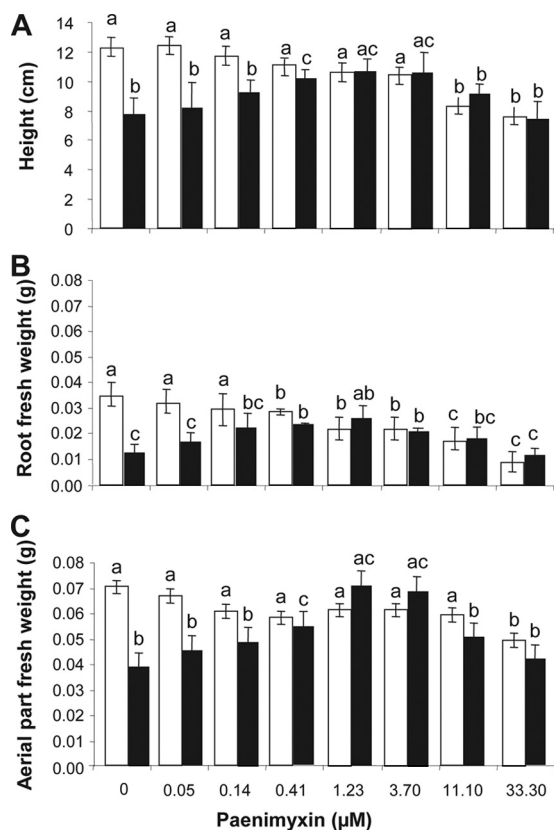 A
14
12
10
8
6
4
2
0
Height (cm)
a a a a a ac a ac
b b b c b b b b
B
0.08
0.07
0.06
0.05
0.04
0.03
0.02
0.01
0.00
Root fresh weight (g)
a a a b b ab b b c bc
c c bc b c c
C
0.08
0.07
0.06
0.05
0.04
0.03
0.02
0.01
0.00
Aerial part fresh weight (g)
a a a a c a ac a ac a
b b b b b b
0 0.05 0.14 0.41 1.23 3.70 11.10 33.30
Paenimyxin (µM)